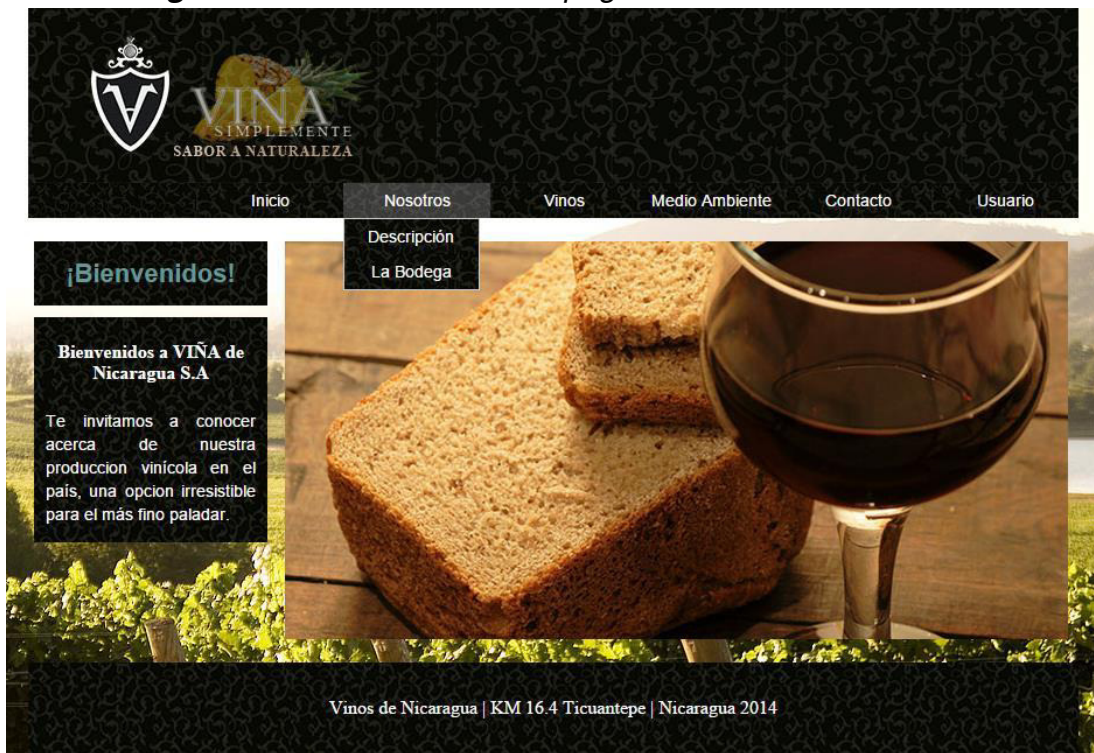 VIÑA
SIMPLEMENTE
SABOR A NATURALEZA
Inicio Nosotros Vinos Medio Ambiente Contacto Usuario
Descripción
La Bodega
¡Bienvenidos!
Bienvenidos a VIÑA de
Nicaragua S.A
Te invitamos a conocer
acerca de nuestra
produccion vinícola en el
país, una opcion irresistible
para el más fino paladar.
Vinos de Nicaragua | KM 16.4 Ticuantepe | Nicaragua 2014